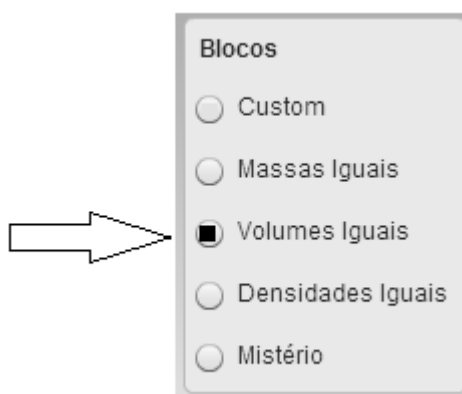 Blocos
Custom
Massas Iguais
Volumes Iguais
Densidades Iguais
Mistério